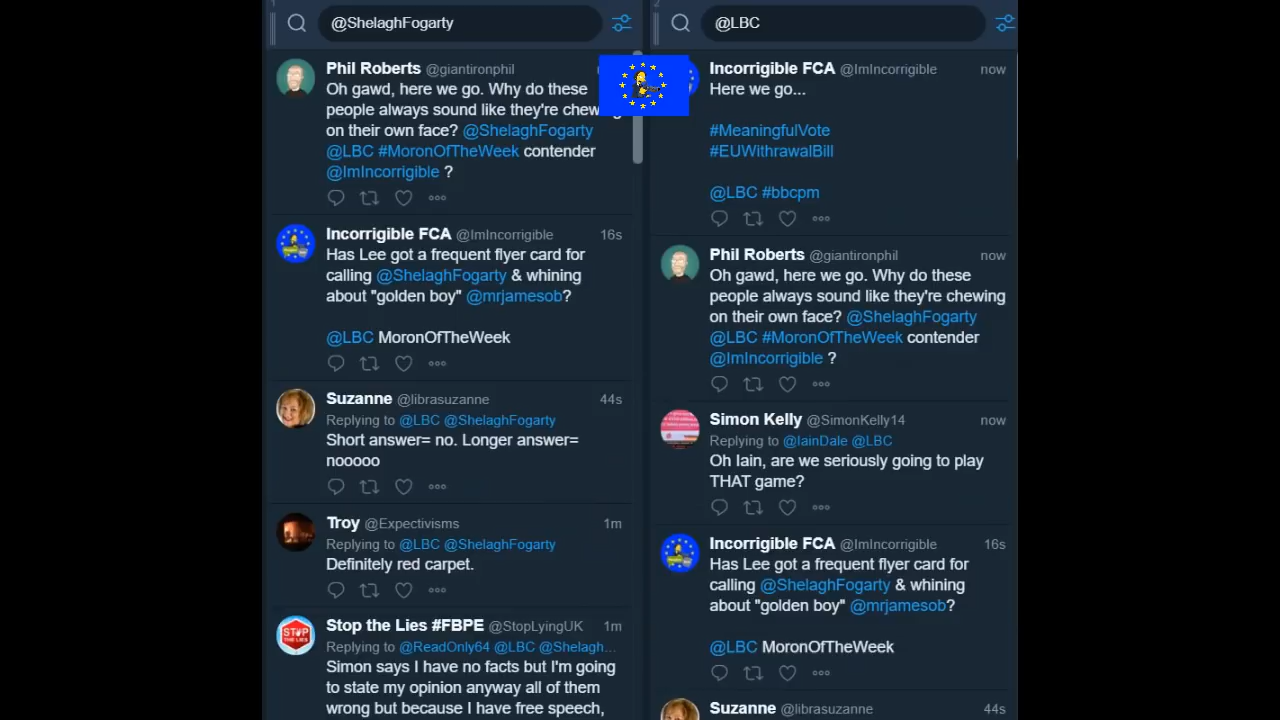 @ShelaghFogarty
Phil Roberts @giantironphil
Oh gawd, here we go. Why do these
people always sound like they're chewing
on their own face? @ShelaghFogarty
@LBC #MoronOfTheWeek contender
@ImIncorrigible ?
Incorrigible FCA @ImIncorrigible 16s
Has Lee got a frequent flyer card for
calling @ShelaghFogarty & whining
about "golden boy" @mrjamesob?
@LBC MoronOfTheWeek
Suzanne @librasuzanne 44s
Replying to @LBC @ShelaghFogarty
Short answer= no. Longer answer=
nooooo
Troy @Expectivisms 1m
Replying to @LBC @ShelaghFogarty
Definitely red carpet.
STOP
THE LIES
Stop the Lies #FBPE @StopLyingUK 1m
Replying to @ReadOnly64 @LBC @Shelagh...
Simon says I have no facts but I'm going
to state my opinion anyway all of them
wrong but because I have free speech,
2
@LBC
Incorrigible FCA @ImIncorrigible now
Here we go...
#MeaningfulVote
#EUWithrawalBill
@LBC #bbcpm
Phil Roberts @giantironphil now
Oh gawd, here we go. Why do these
people always sound like they're chewing
on their own face? @ShelaghFogarty
@LBC #MoronOfTheWeek contender
@ImIncorrigible ?
Simon Kelly @SimonKelly14 now
Replying to @IainDale @LBC
Oh Iain, are we seriously going to play
THAT game?
Incorrigible FCA @ImIncorrigible 16s
Has Lee got a frequent flyer card for
calling @ShelaghFogarty & whining
about "golden boy" @mrjamesob?
@LBC MoronOfTheWeek
Suzanne @librasuzanne 44s